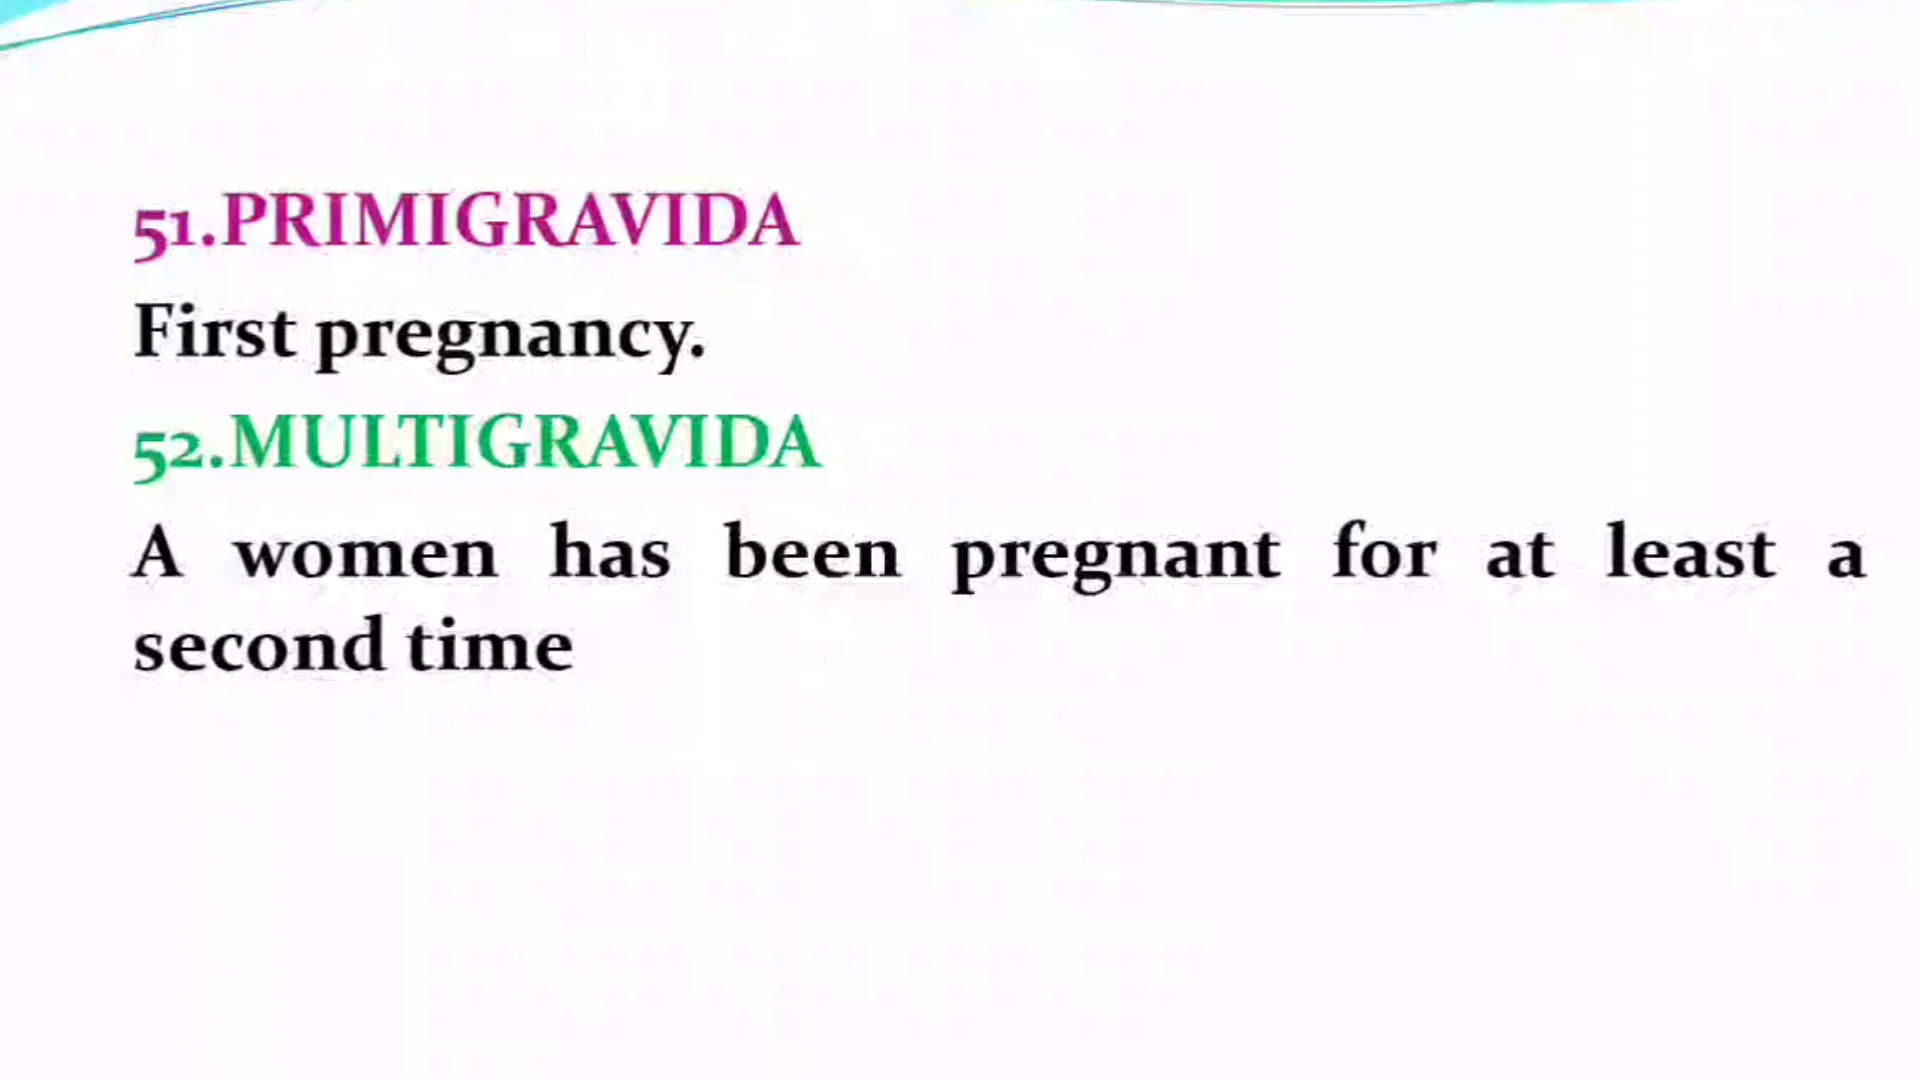 51.PRIMIGRAVIDA
First pregnancy.
52.MULTIGRAVIDA
A women has been pregnant for at least a
second time